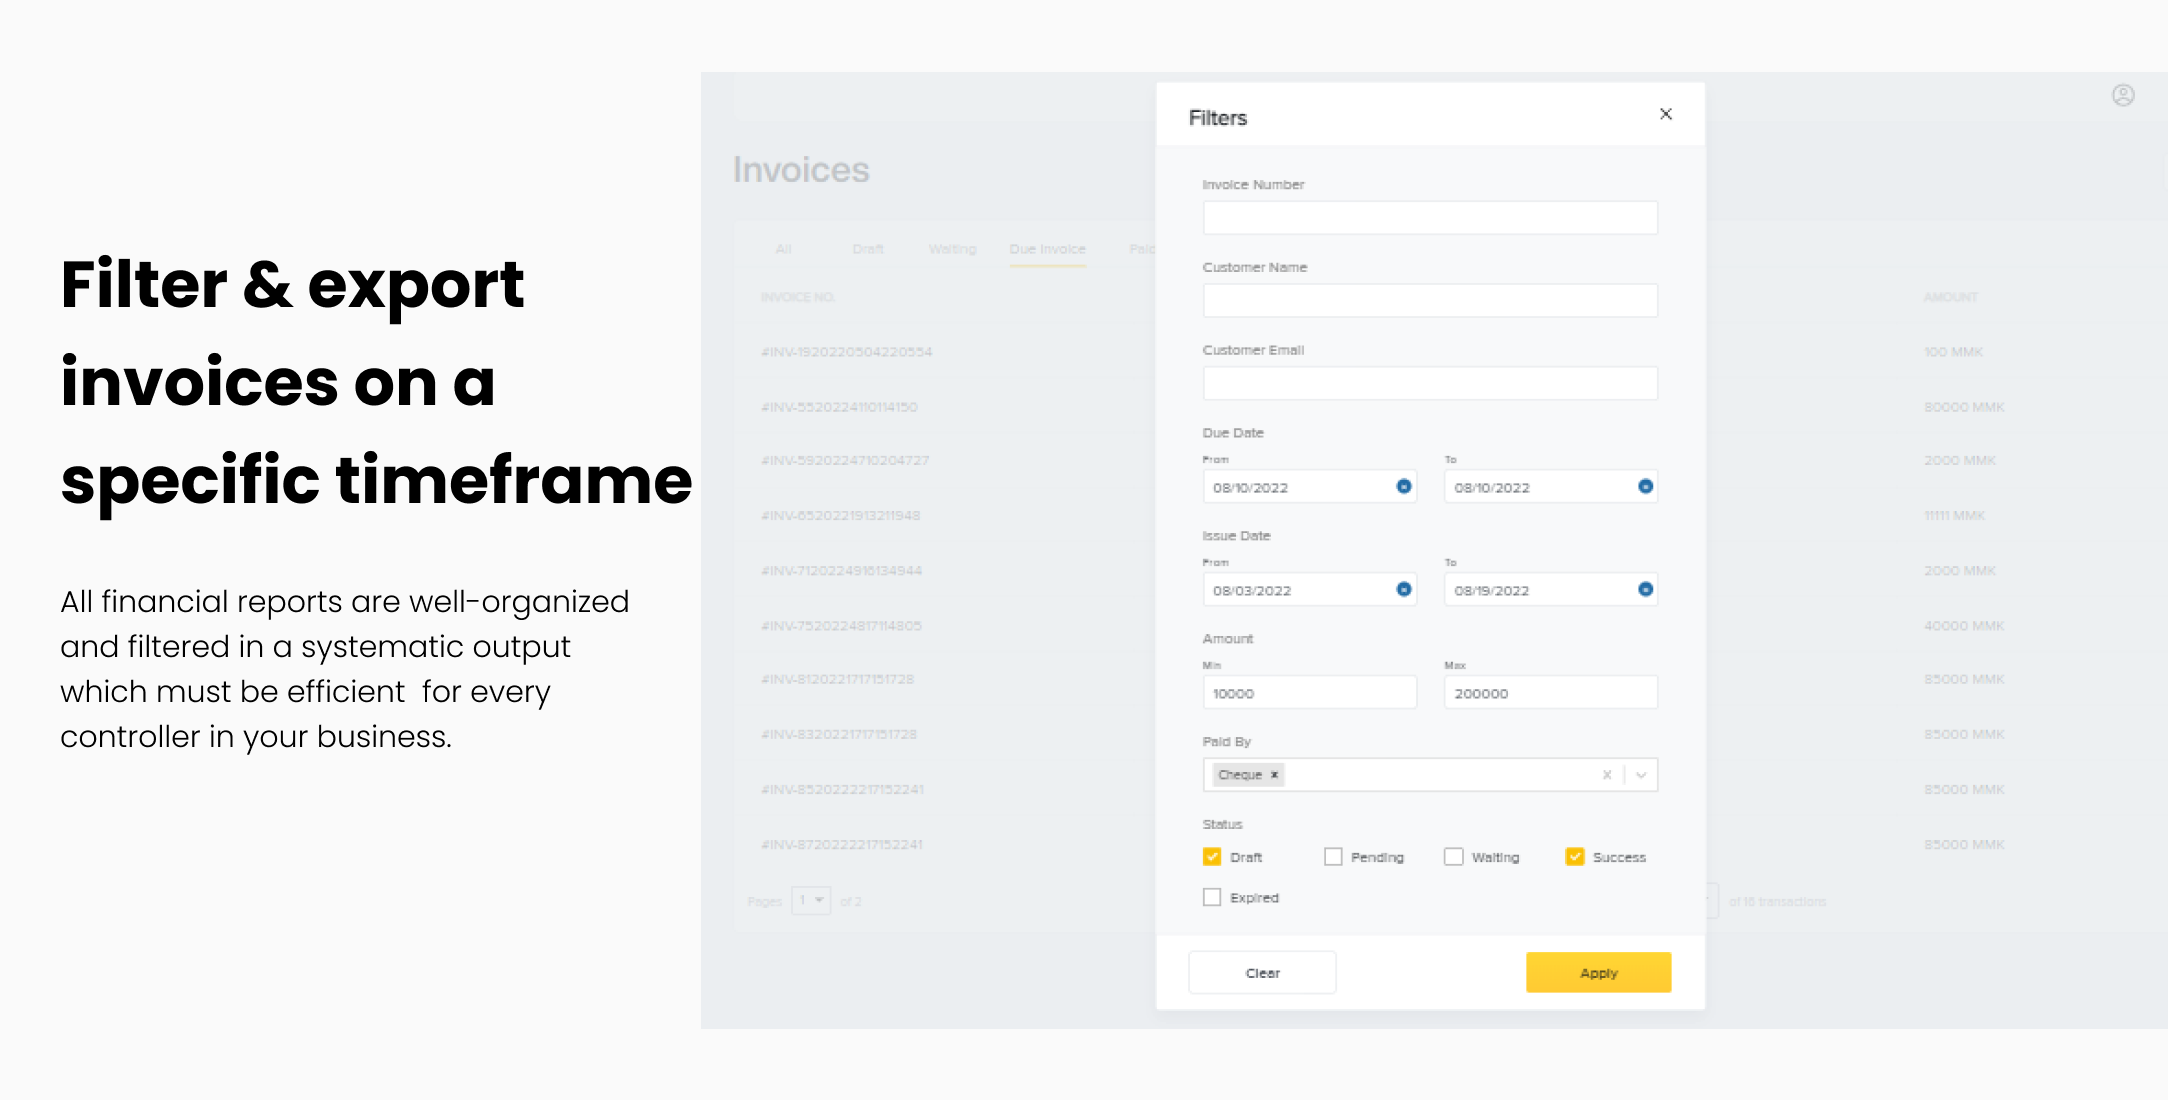 Filter & export
invoices on a
specific timeframe
All financial reports are well-organized
and filtered in a systematic output
which must be efficient  for every
controller in your business.
Invoices
All Draft Waiting Due Invoice
INVOICE NO. AMOUNT
#INV-1920220504220554 100 MMK
#INV-5520224110114150 80000 MMK
#INV-5920224710204727 2000 MMK
#INV-6520221913211948 11111 MMK
#INV-7120224916134944 2000 MMK
#INV-7520224817114805 40000 MMK
#INV-8120221717151728 85000 MMK
#INV-8320221717151728 85000 MMK
#INV-8520222217152241 85000 MMK
#INV-8720222217152241 85000 MMK
Pages 1 of 2 of 16 transactions
Filters
Invoice Number
Customer Name
Customer Email
Due Date
From To
08/10/2022 08/10/2022
Issue Date
From To
08/03/2022 08/19/2022
Amount
Min Max
10000 200000
Paid By
Cheque
Status
Draft Pending Waiting Success
Expired
Clear Apply